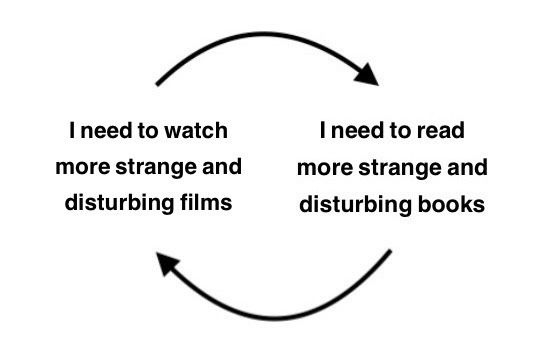 I need to watch
more strange and
disturbing films
I need to read
more strange and
disturbing books